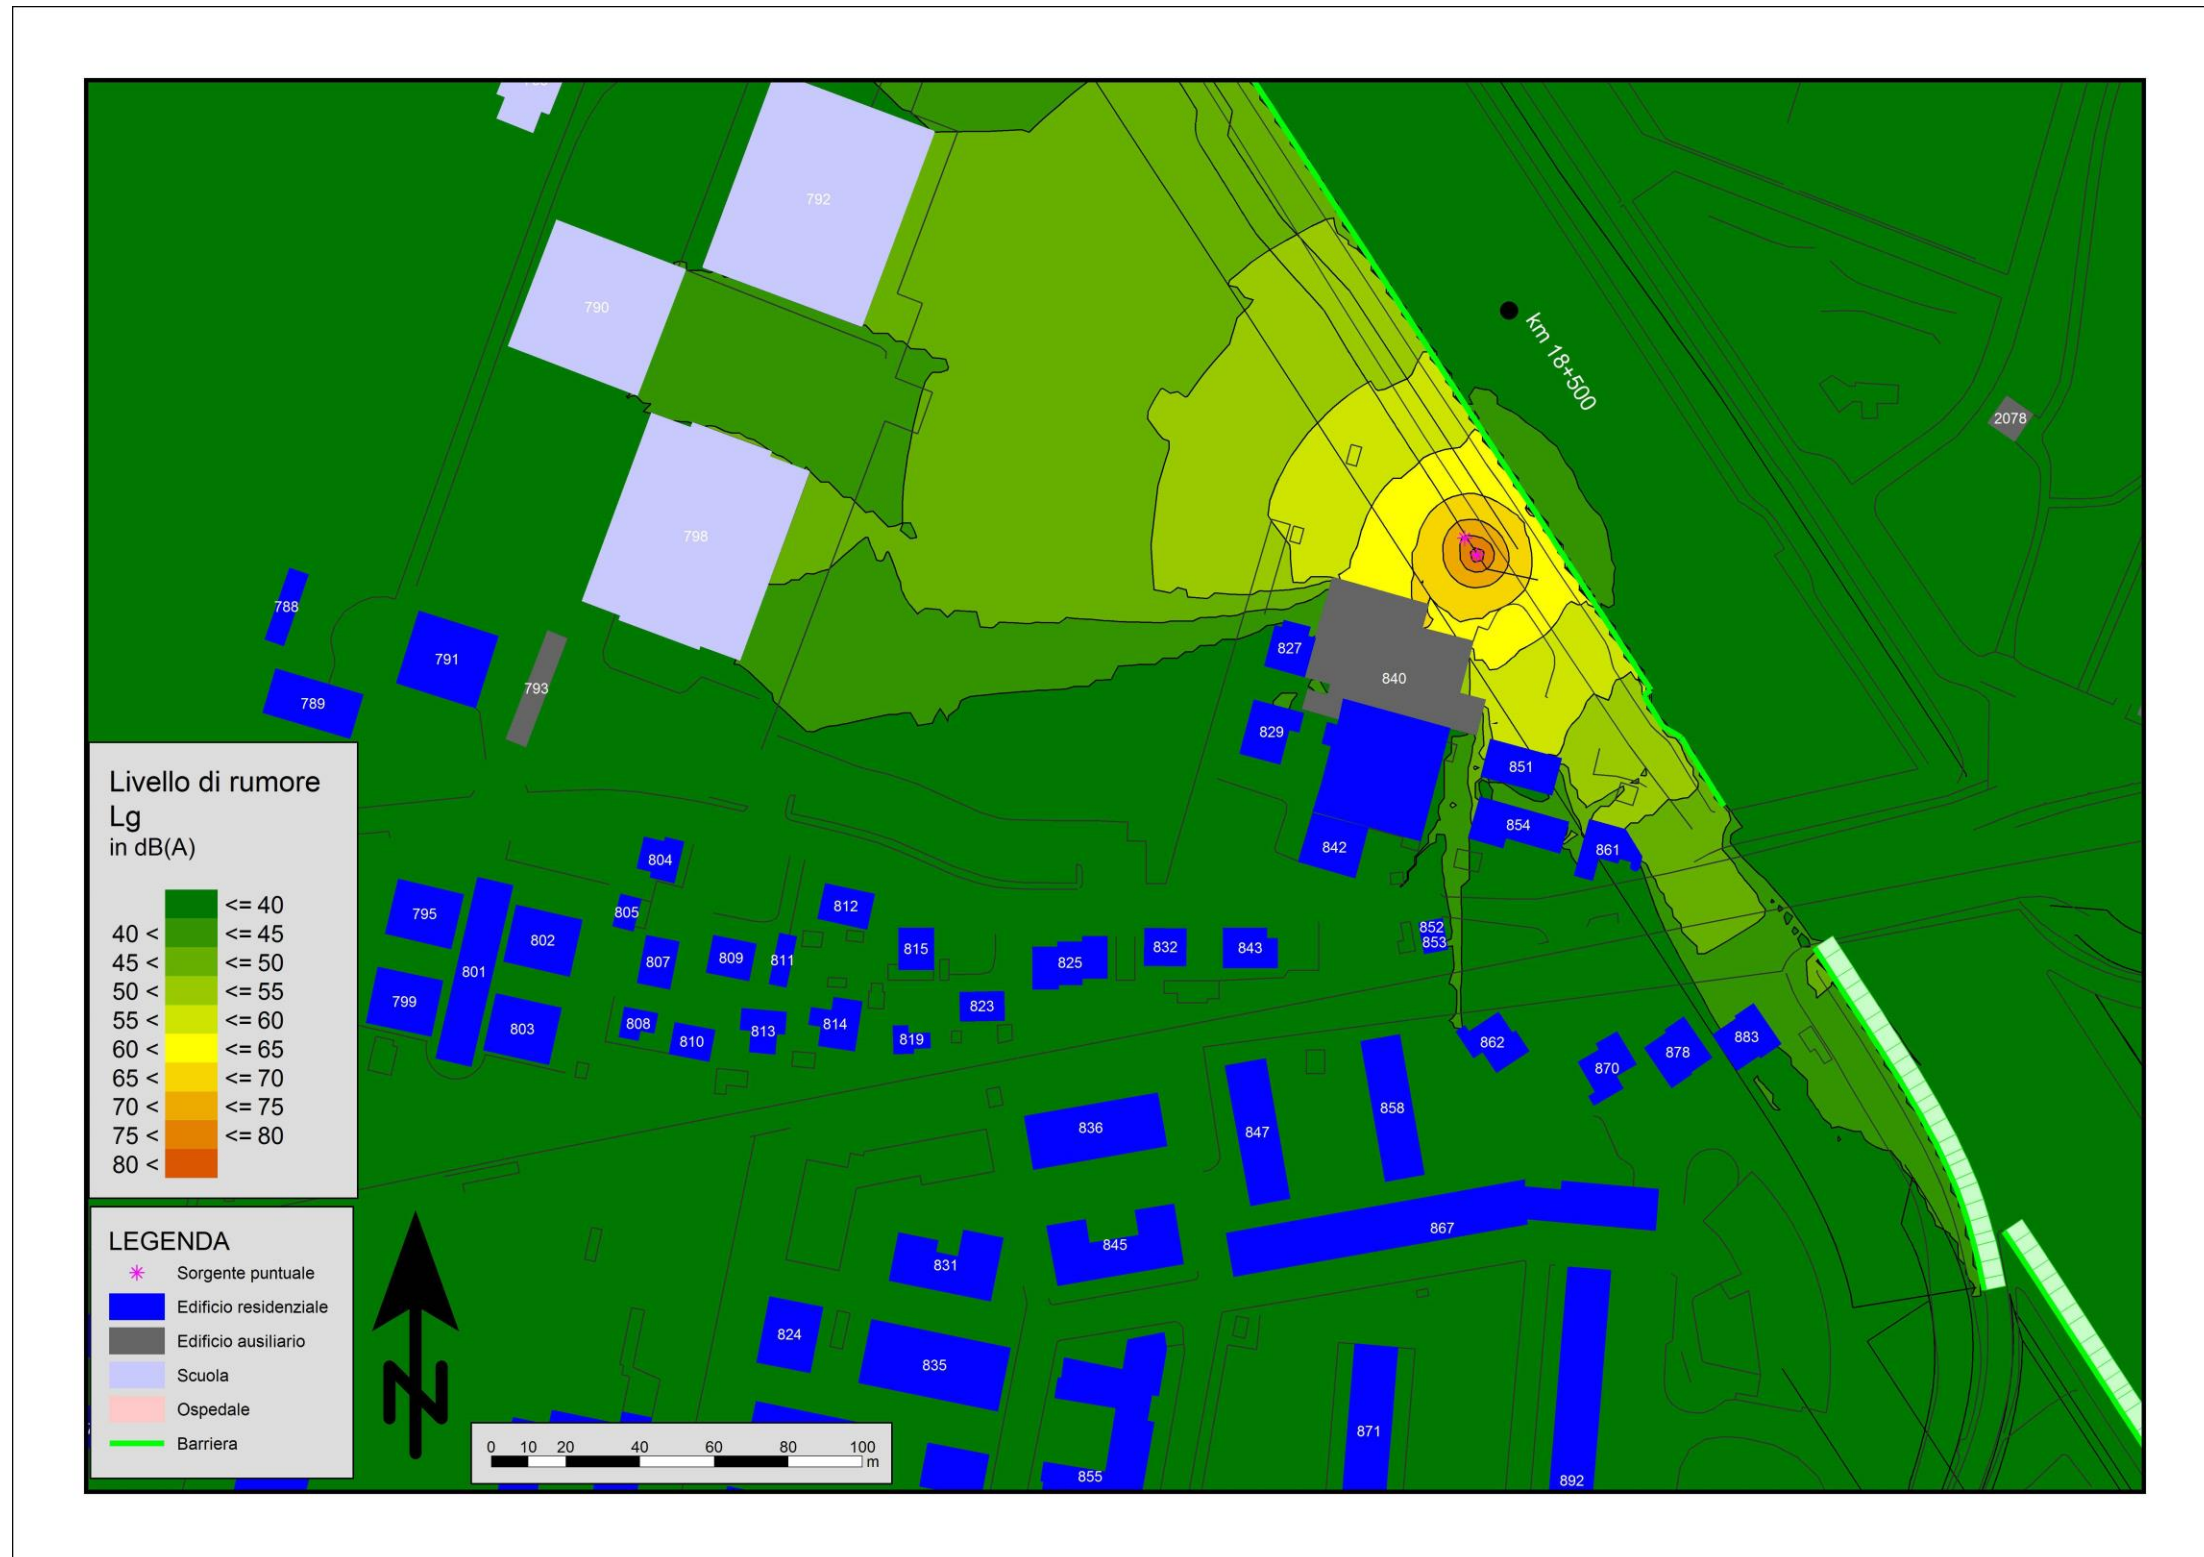 792
790
km 18+500
2078
798
788
791
793
789
827
840
829
851
854
861
842
Livello di rumore
Lg
in dB(A)
<= 40
40 < <= 45
45 < <= 50
50 < <= 55
55 < <= 60
60 < <= 65
65 < <= 70
70 < <= 75
75 < <= 80
80 <
804
795
805
802
812
801
807
809
811
815
825
832
843
852
853
799
803
808
810
813
814
819
823
862
870
878
883
836
847
858
867
831
845
824
835
871
855
892
LEGENDA
Sorgente puntuale
Edificio residenziale
Edificio ausiliario
Scuola
Ospedale
Barriera
N
0 10 20 40 60 80 100
m